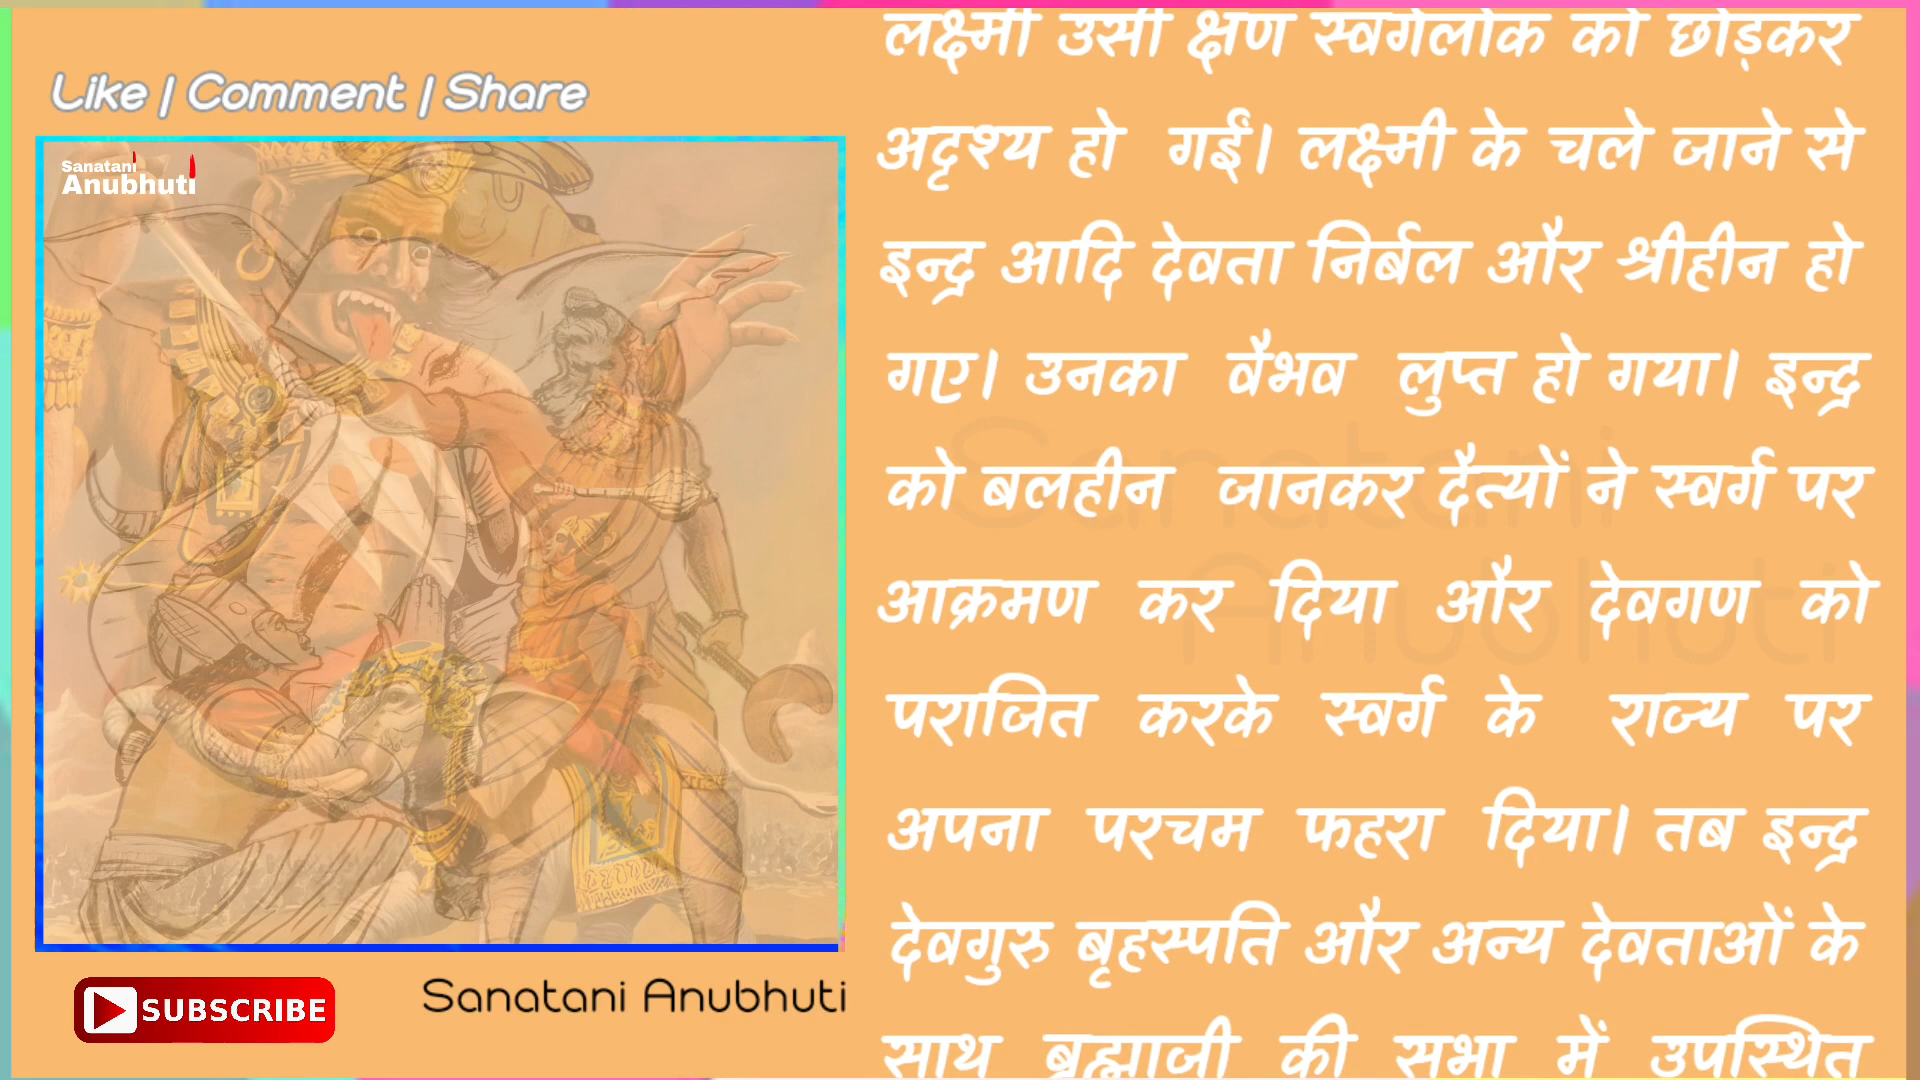 Like | Comment | Share
Sanatani
Anubhuti
SUBSCRIBE
Sanatani Anubhuti
लक्ष्मी उसी क्षण स्वर्गलोक को छोड़कर
अदृश्य हो गईं। लक्ष्मी के चले जाने से
इन्द्र आदि देवता निर्बल और श्रीहीन हो
गए। उनका वैभव लुप्त हो गया। इन्द्र
को बलहीन जानकर दैत्यों ने स्वर्ग पर
आक्रमण कर दिया और देवगण को
पराजित करके स्वर्ग के राज्य पर
अपना परचम फहरा दिया। तब इन्द्र
देवगुरु बृहस्पति और अन्य देवताओं के
साथ ब्रह्माजी की सभा में उपस्थित
Sanatani
Anubhuti